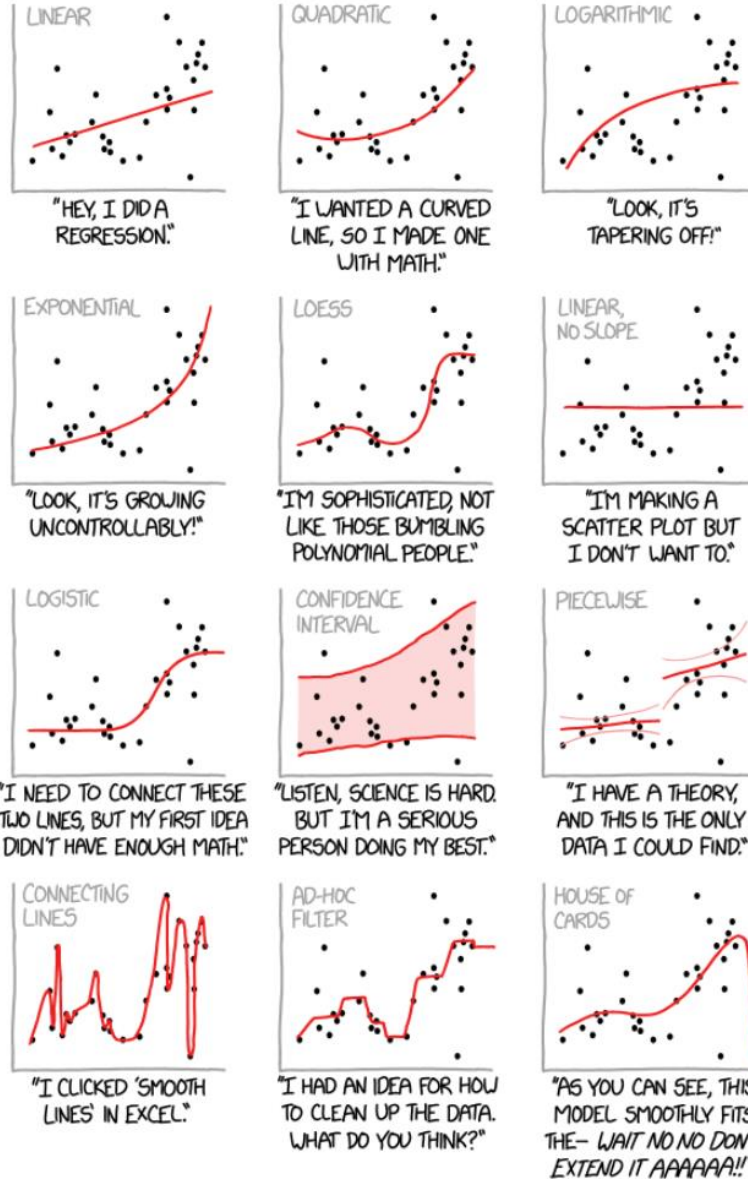 LINEAR
"HEY, I DID A
REGRESSION."
QUADRATIC
"I WANTED A CURVED
LINE, SO I MADE ONE
WITH MATH."
LOGARITHMIC
"LOOK, IT'S
TAPERING OFF!"
EXPONENTIAL
"LOOK, IT'S GROWING
UNCONTROLLABLY!"
LOESS
"I'M SOPHISTICATED, NOT
LIKE THOSE BUMBLING
POLYNOMIAL PEOPLE."
LINEAR,
NO SLOPE
"I'M MAKING A
SCATTER PLOT BUT
I DON'T WANT TO."
LOGISTIC
"I NEED TO CONNECT THESE
TWO LINES, BUT MY FIRST IDEA
DIDN'T HAVE ENOUGH MATH."
CONFIDENCE
INTERVAL
"LISTEN, SCIENCE IS HARD.
BUT I'M A SERIOUS
PERSON DOING MY BEST."
PIECEWISE
"I HAVE A THEORY,
AND THIS IS THE ONLY
DATA I COULD FIND."
CONNECTING
LINES
"I CLICKED 'SMOOTH
LINES' IN EXCEL."
AD-HOC
FILTER
"I HAD AN IDEA FOR HOW
TO CLEAN UP THE DATA.
WHAT DO YOU THINK?"
HOUSE OF
CARDS
"AS YOU CAN SEE, THIS
MODEL SMOOTHLY FITS
THE- WAIT NO NO DON
EXTEND IT AAAAAA!!